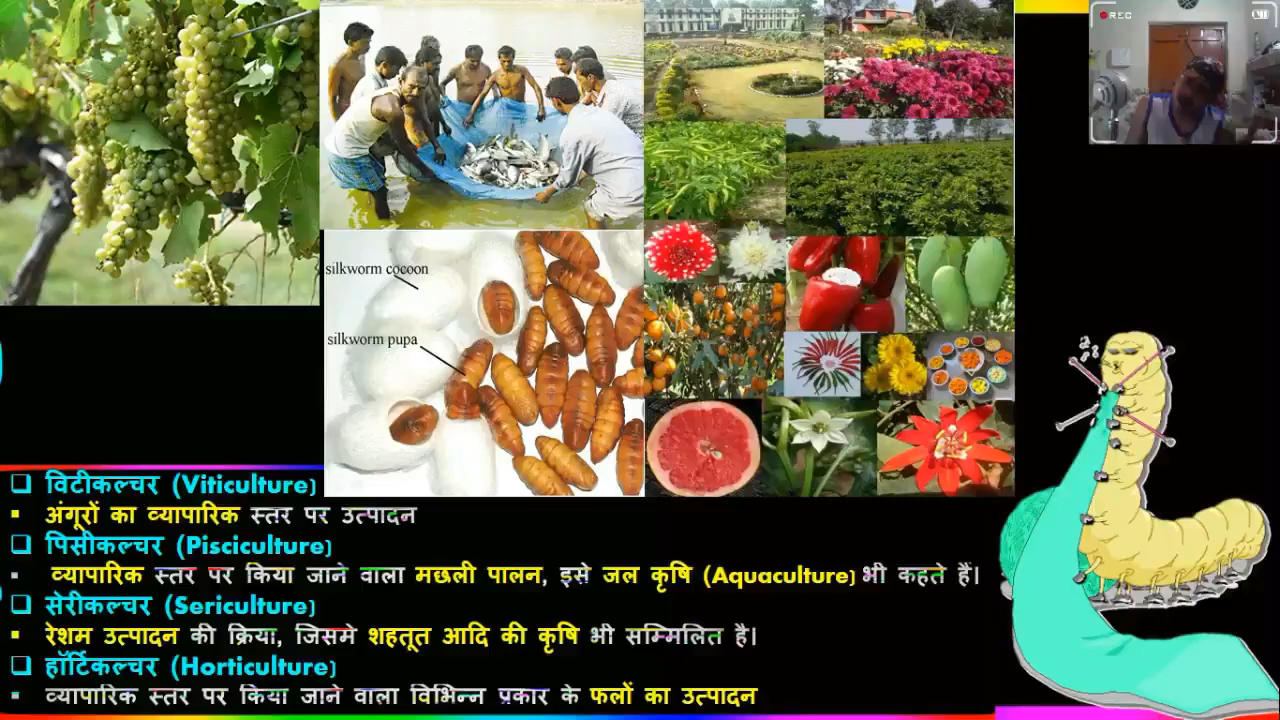 REC
silkworm cocoon
silkworm pupa
❑ विटीकल्चर (Viticulture)
▪ अंगूरों का व्यापारिक स्तर पर उत्पादन
❑ पिसीकल्चर (Pisciculture)
▪ व्यापारिक स्तर पर किया जाने वाला मछली पालन, इसे जल कृषि (Aquaculture) भी कहते हैं।
❑ सेरीकल्चर (Sericulture)
▪ रेशम उत्पादन की क्रिया, जिसमे शहतूत आदि की कृषि भी सम्मिलित है।
❑ हॉर्टिकल्चर (Horticulture)
▪ व्यापारिक स्तर पर किया जाने वाला विभिन्न प्रकार के फलों का उत्पादन